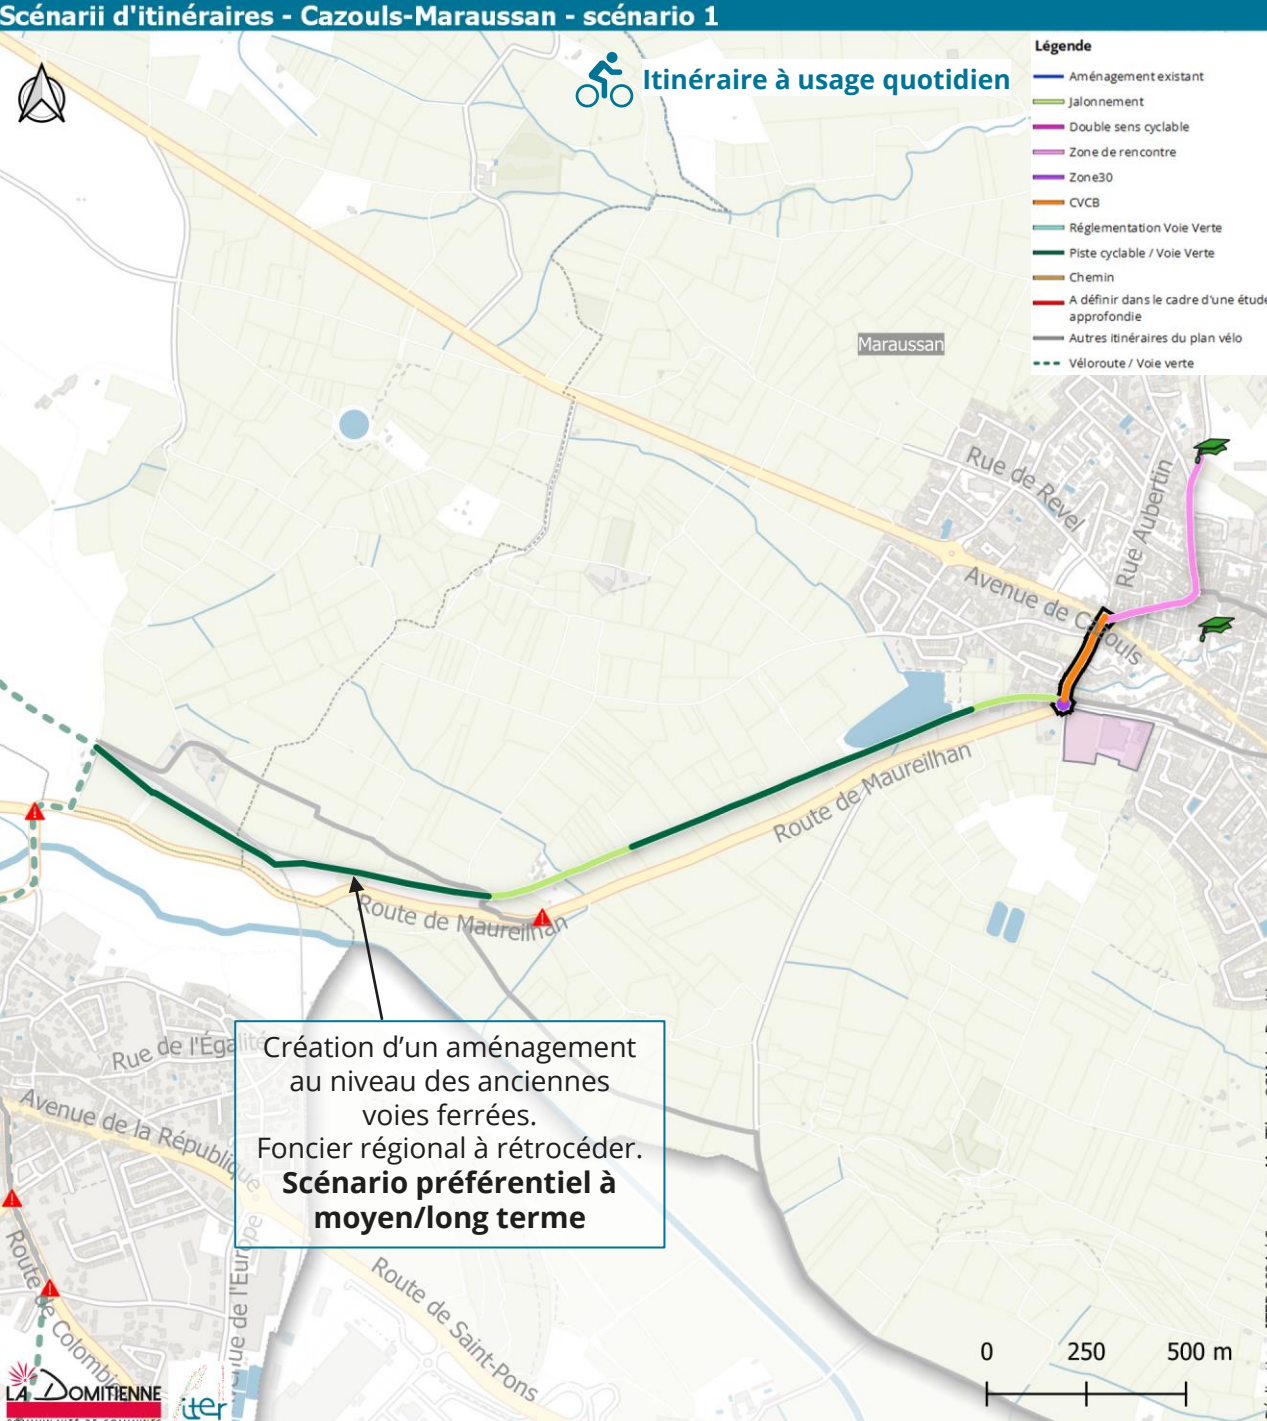 Scénarii d'itinéraires - Cazouls-Maraussan - scénario 1
Itinéraire à usage quotidien
Légende
Aménagement existant
Jalonnement
Double sens cyclable
Zone de rencontre
Zone30
CVCB
Réglementation Voie Verte
Piste cyclable / Voie Verte
Chemin
A définir dans le cadre d'une étude
approfondie
Autres itinéraires du plan vélo
Véloroute / Voie verte
Maraussan
Rue de Revel
Rue Aubertin
Avenue de Cazouls
Route de Maureilhan
Route de Maureilhan
Création d’un aménagement
au niveau des anciennes
voies ferrées.
Foncier régional à rétrocéder.
Scénario préférentiel à
moyen/long terme
Rue de l'Égalité
Avenue de la République
Avenue de l'Europe
Route de Saint-Pons
Route de Colombie
0 250 500 m
LA DOMITIENNE
iter